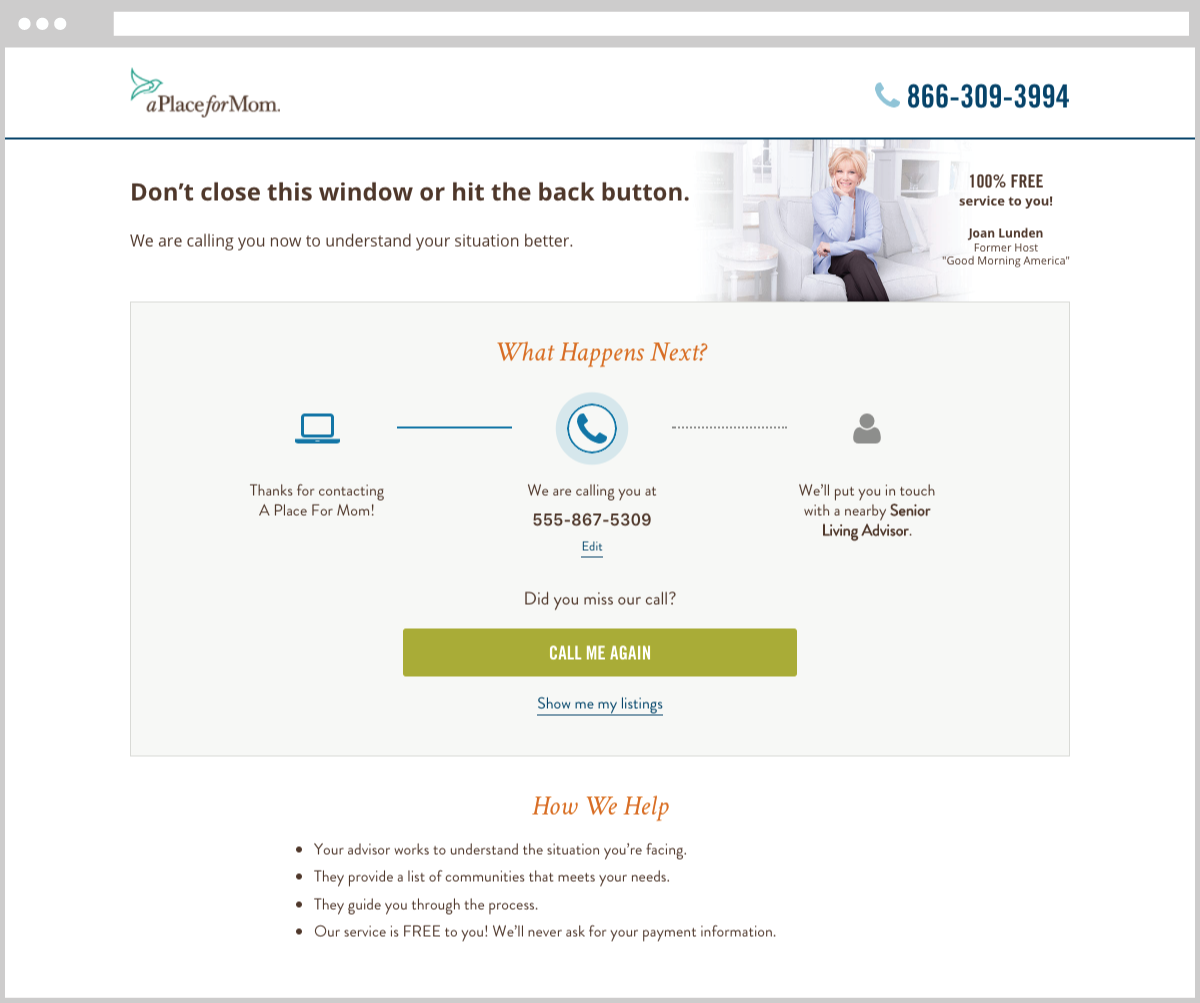 aPlaceforMom.
866-309-3994
Don’t close this window or hit the back button.
We are calling you now to understand your situation better.
100% FREE
service to you!
Joan Lunden
Former Host
"Good Morning America"
What Happens Next?
Thanks for contacting
A Place For Mom!
We are calling you at
555-867-5309
Edit
We’ll put you in touch
with a nearby Senior
Living Advisor.
Did you miss our call?
CALL ME AGAIN
Show me my listings
How We Help
• Your advisor works to understand the situation you’re facing.
• They provide a list of communities that meets your needs.
• They guide you through the process.
• Our service is FREE to you! We’ll never ask for your payment information.